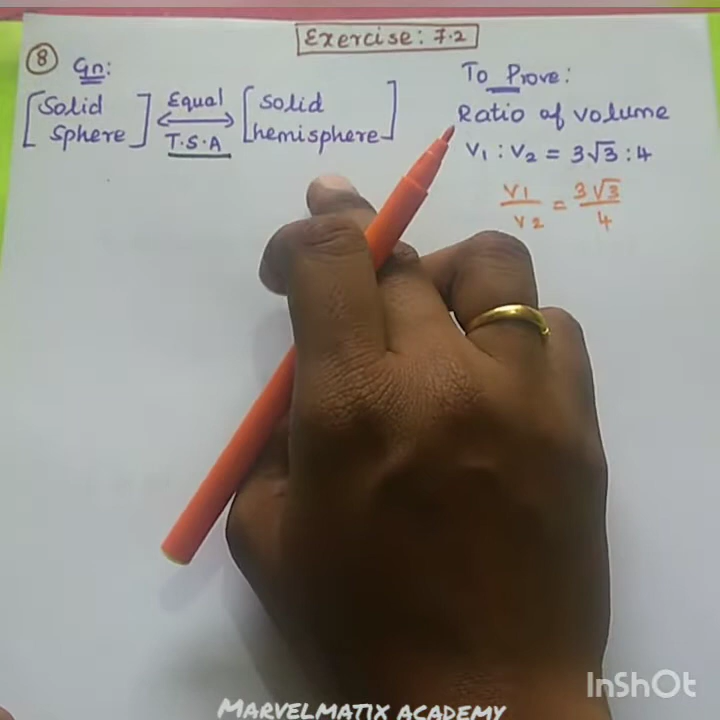 Exercise: 7.2
8 Gn:
[Solid Sphere] Equal T.S.A [Solid hemisphere]
To Prove:
Ratio of volume
V1 : V2 = 3√3 : 4
V1/V2 = 3√3/4
InShOt
MARVELMATIX ACADEMY